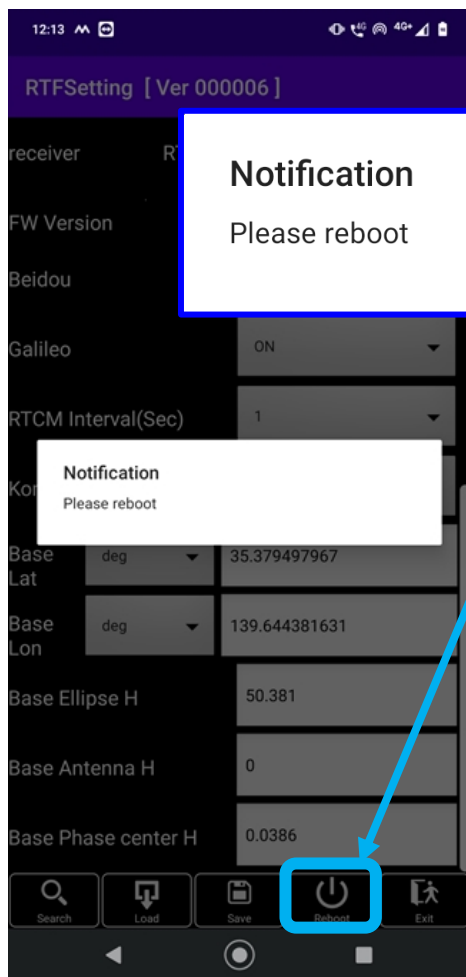 12:13 4G 4G+
RTFSetting [ Ver 000006 ]
receiver
Notification
Please reboot
FW Version
Beidou
Galileo ON
RTCM Interval(Sec) 1
Notification
Please reboot
Base Lat deg 35.379497967
Base Lon deg 139.644381631
Base Ellipse H 50.381
Base Antenna H 0
Base Phase center H 0.0386
Search Load Save Reboot Exit